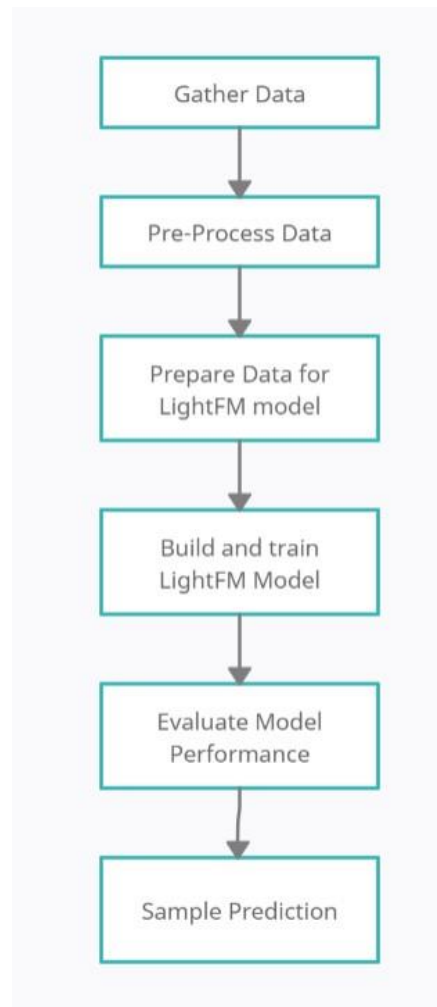 Gather Data
Pre-Process Data
Prepare Data for
LightFM model
Build and train
LightFM Model
Evaluate Model
Performance
Sample Prediction